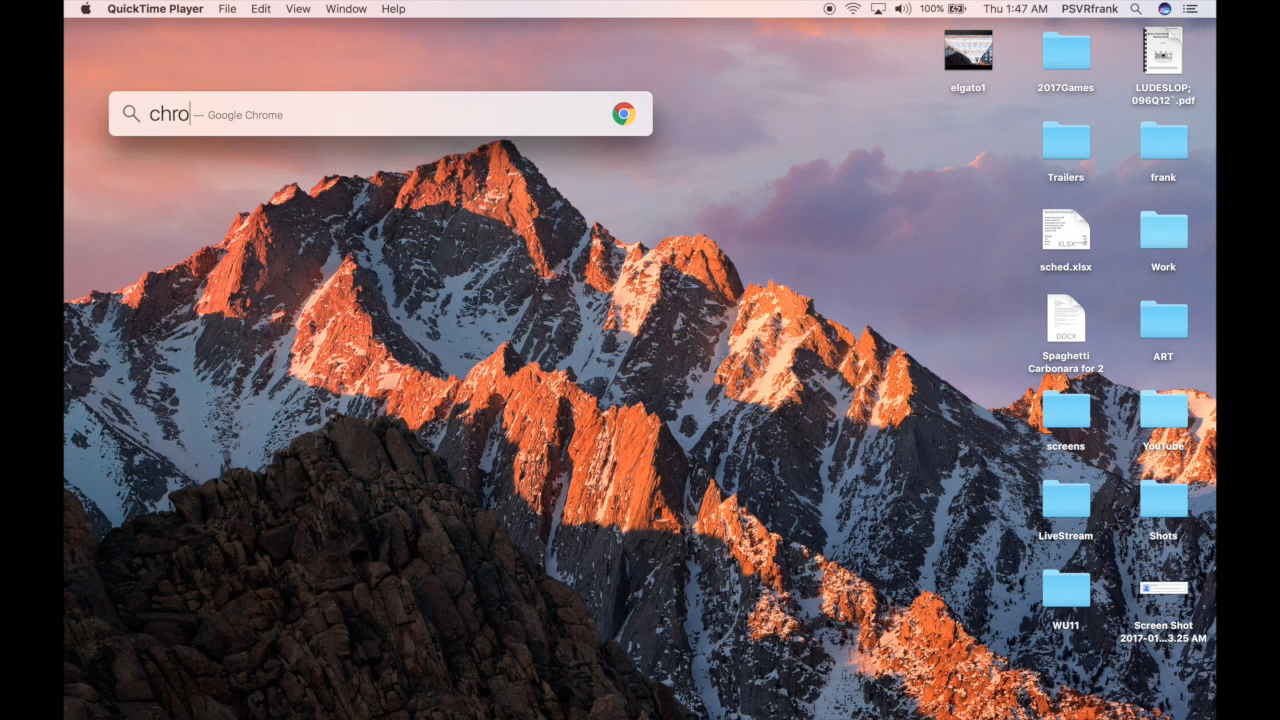 QuickTime Player File Edit View Window Help 100% Thu 1:47 AM PSVRfrank
chro — Google Chrome
elgato1
2017Games
LUDESLOP;
096Q12`.pdf
Trailers
frank
XLSX
sched.xlsx
Work
DOCX
Spaghetti
Carbonara for 2
ART
screens
YouTube
LiveStream
Shots
WU11
Screen Shot
2017-01...3.25 AM